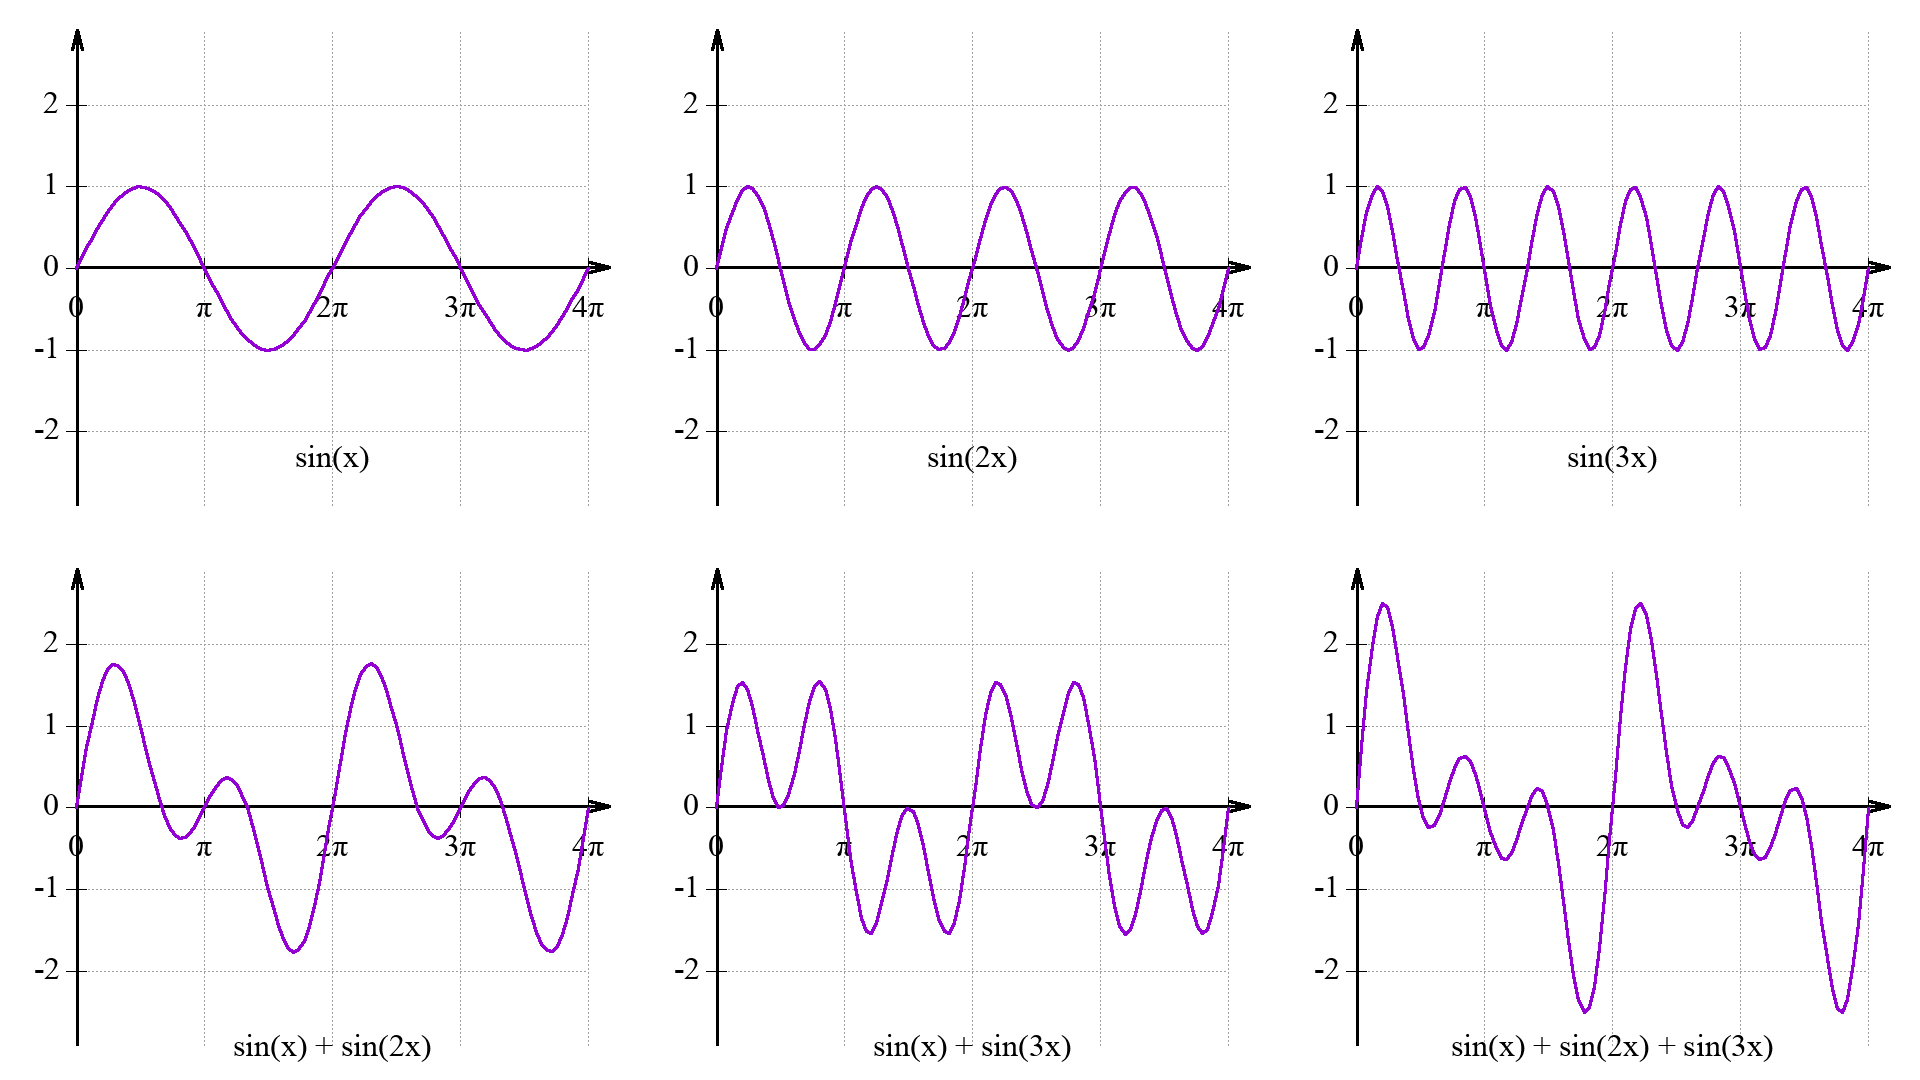 2
1
0
-1
-2
0 π 2π 3π 4π
sin(x)
2
1
0
-1
-2
0 π 2π 3π 4π
sin(2x)
2
1
0
-1
-2
0 π 2π 3π 4π
sin(3x)
2
1
0
-1
-2
0 π 2π 3π 4π
sin(x) + sin(2x)
2
1
0
-1
-2
0 π 2π 3π 4π
sin(x) + sin(3x)
2
1
0
-1
-2
0 π 2π 3π 4π
sin(x) + sin(2x) + sin(3x)